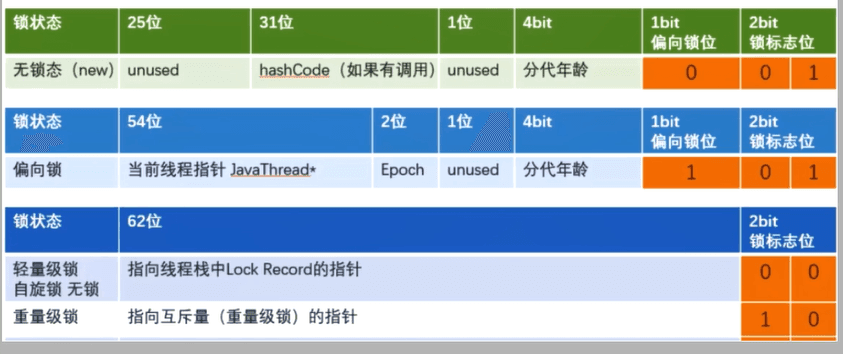 锁状态 25位 31位 1位 4bit 1bit 2bit
偏向锁位 锁标志位
无锁态（new） unused hashCode（如果有调用） unused 分代年龄 0 0 1
锁状态 54位 2位 1位 4bit 1bit 2bit
偏向锁位 锁标志位
偏向锁 当前线程指针 JavaThread* Epoch unused 分代年龄 1 0 1
锁状态 62位 2bit
锁标志位
轻量级锁 指向线程栈中Lock Record的指针 0 0
自旋锁 无锁
重量级锁 指向互斥量（重量级锁）的指针 1 0